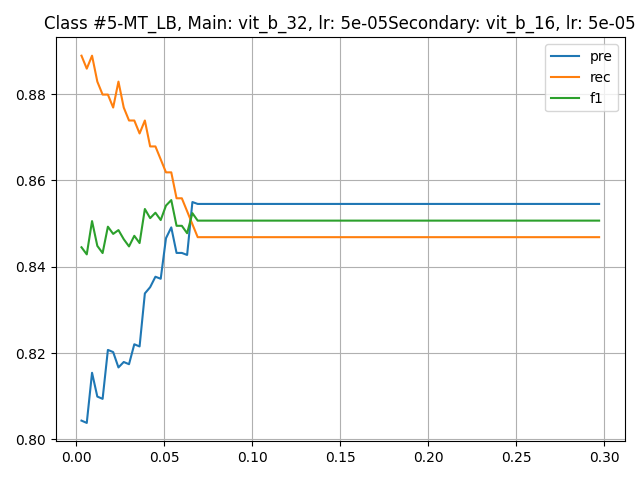 Class #5-MT_LB, Main: vit_b_32, lr: 5e-05Secondary: vit_b_16, lr: 5e-05
pre
rec
f1
0.88
0.86
0.84
0.82
0.80
0.00 0.05 0.10 0.15 0.20 0.25 0.30